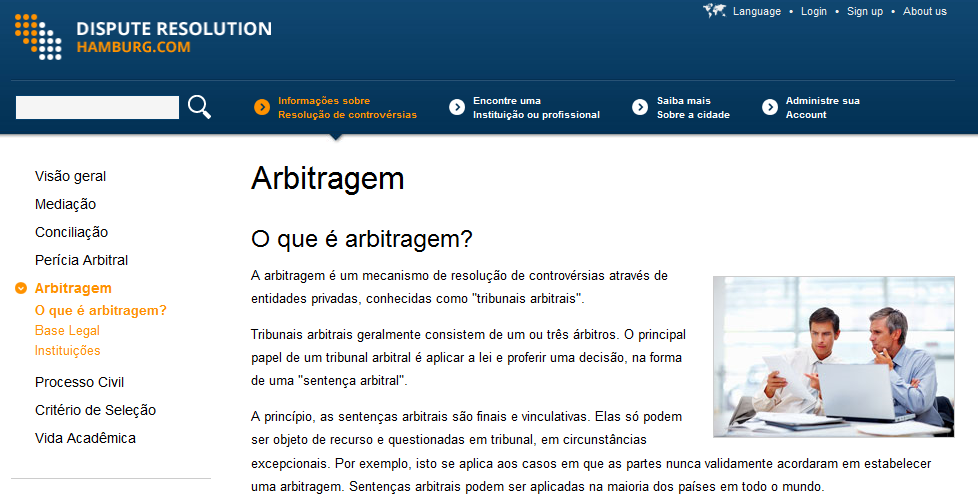 Language • Login • Sign up • About us
DISPUTE RESOLUTION
HAMBURG.COM
Informações sobre
Resolução de controvérsias
Encontre uma
Instituição ou profissional
Saiba mais
Sobre a cidade
Administre sua
Account
Visão geral
Mediação
Conciliação
Perícia Arbitral
Arbitragem
O que é arbitragem?
Base Legal
Instituições
Processo Civil
Critério de Seleção
Vida Acadêmica
Arbitragem
O que é arbitragem?
A arbitragem é um mecanismo de resolução de controvérsias através de
entidades privadas, conhecidas como "tribunais arbitrais".
Tribunais arbitrais geralmente consistem de um ou três árbitros. O principal
papel de um tribunal arbitral é aplicar a lei e proferir uma decisão, na forma
de uma "sentença arbitral".
A princípio, as sentenças arbitrais são finais e vinculativas. Elas só podem
ser objeto de recurso e questionadas em tribunal, em circunstâncias
excepcionais. Por exemplo, isto se aplica aos casos em que as partes nunca validamente acordaram em estabelecer
uma arbitragem. Sentenças arbitrais podem ser aplicadas na maioria dos países em todo o mundo.